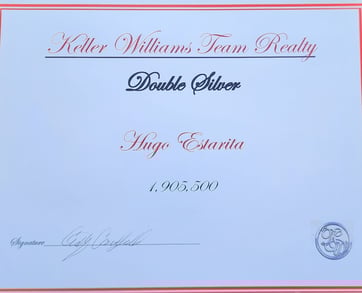 Keller Williams Team Realty
Double Silver
Hugo Estarita
1,905,500
Signature